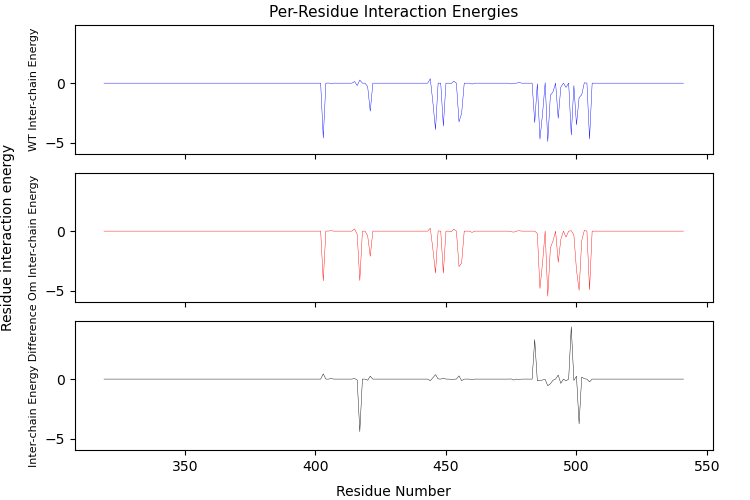 Per-Residue Interaction Energies
Residue interaction energy
WT Inter-chain Energy
0
−5
Om Inter-chain Energy
0
−5
Inter-chain Energy Difference
0
−5
350
400
450
500
550
Residue Number